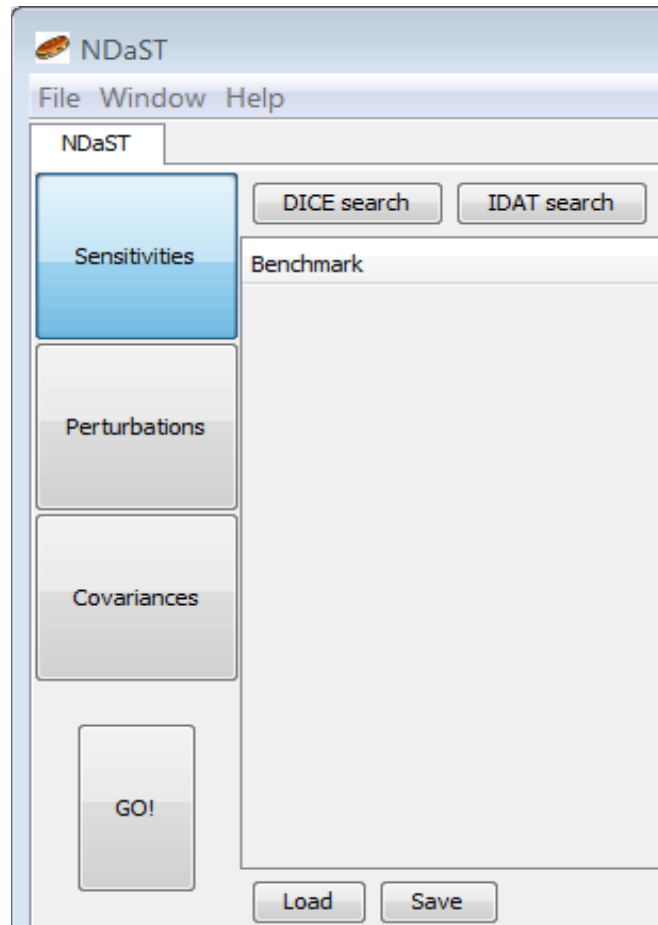 NDaST
File Window Help
NDaST
Sensitivities
DICE search
IDAT search
Benchmark
Perturbations
Covariances
GO!
Load
Save